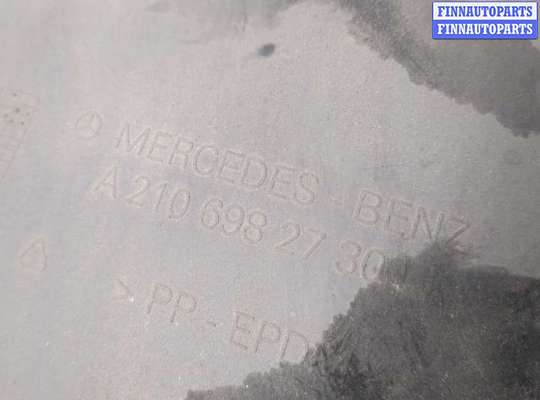 FINNAUTOPARTS
FINNAUTOPARTS
MERCEDES - BENZ
A 210 698 27 30
> PP - EPD